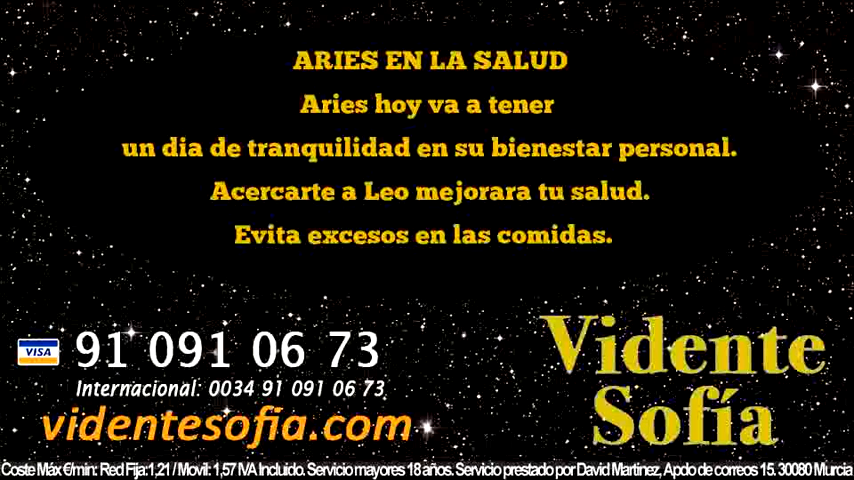 ARIES EN LA SALUD
Aries hoy va a tener
un dia de tranquilidad en su bienestar personal.
Acercarte a Leo mejorara tu salud.
Evita excesos en las comidas.
VISA 91 091 06 73
Internacional: 0034 91 091 06 73
videntesofia.com
Vidente
Sofía
Coste Máx €/min: Red Fija:1,21 / Movil: 1,57 IVA Incluido. Servicio mayores 18 años. Servicio prestado por David Martinez, Apdo de correos 15. 30080 Murcia